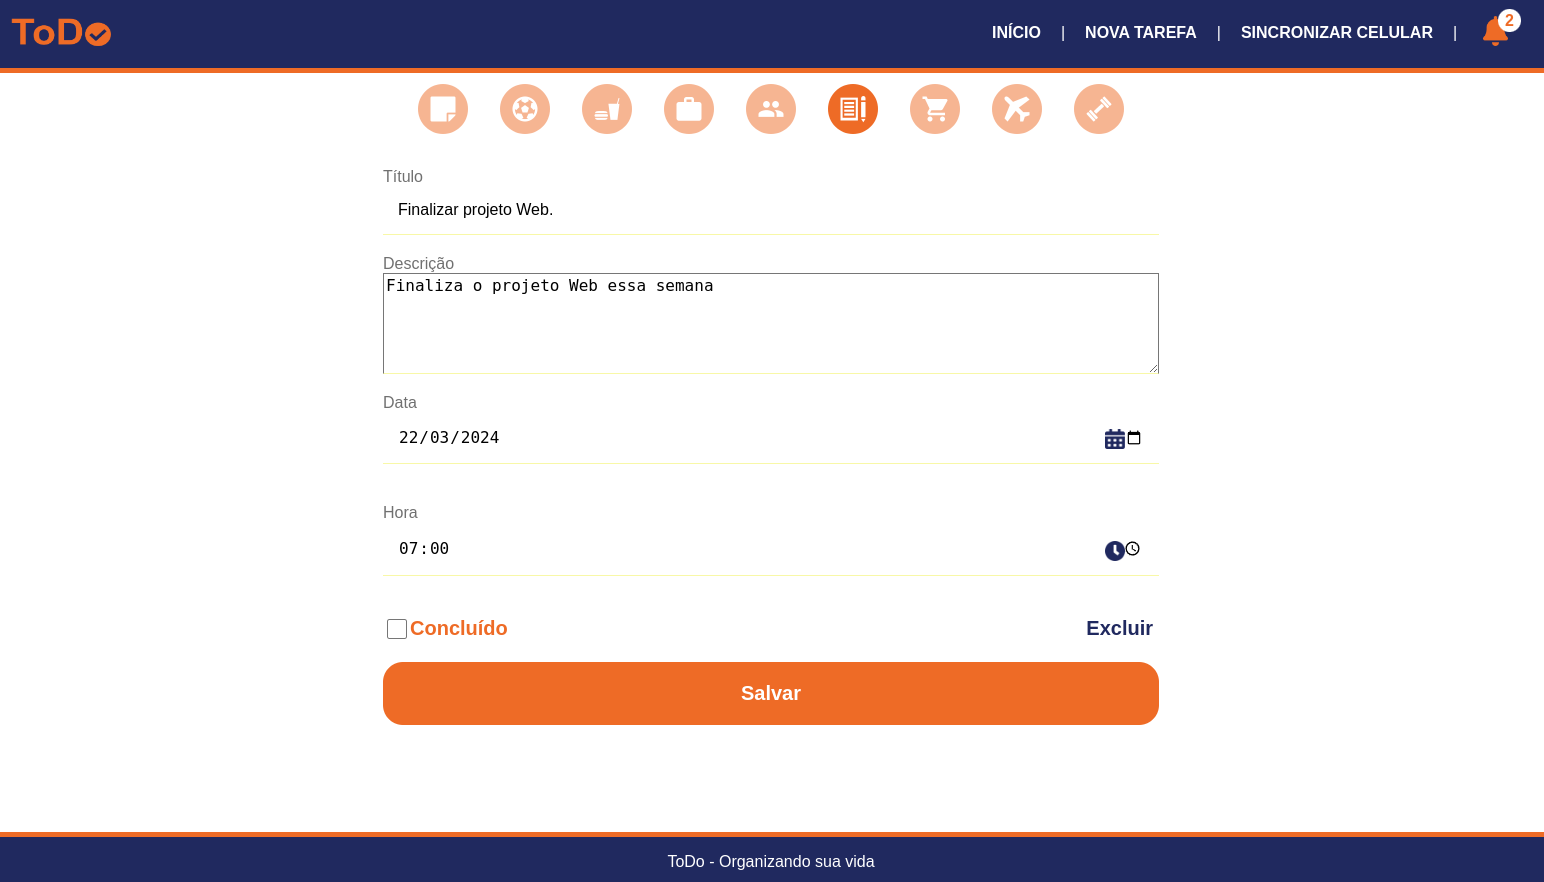 ToDo
INÍCIO | NOVA TAREFA | SINCRONIZAR CELULAR | 2
Título
Finalizar projeto Web.
Descrição
Finaliza o projeto Web essa semana
Data
22/03/2024
Hora
07:00
Concluído Excluir
Salvar
ToDo - Organizando sua vida